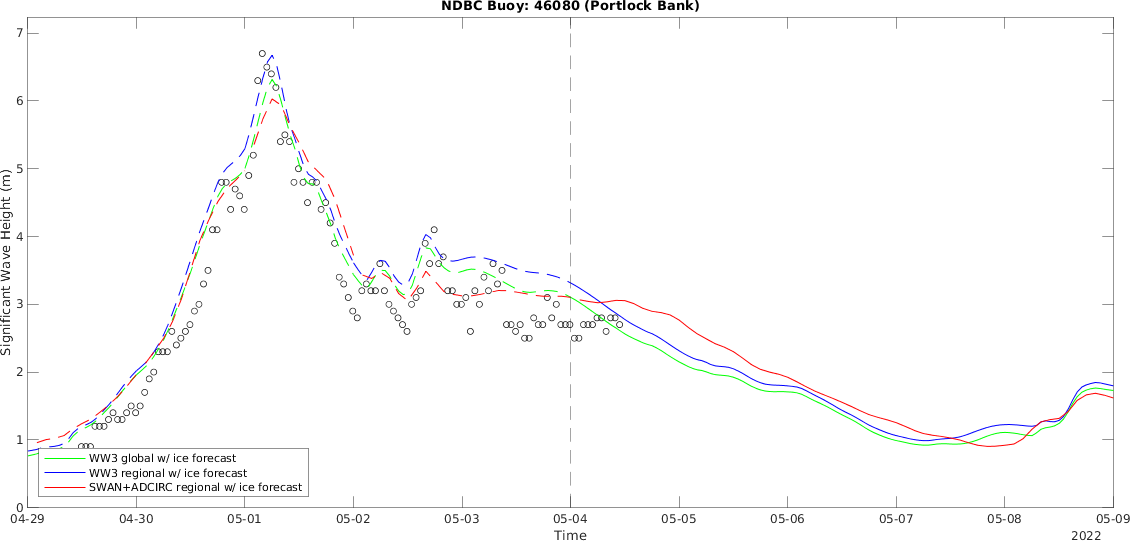 NDBC Buoy: 46080 (Portlock Bank)
7
6
5
4
3
2
1
0
Significant Wave Height (m)
WW3 global w/ ice forecast
WW3 regional w/ ice forecast
SWAN+ADCIRC regional w/ ice forecast
04-29 04-30 05-01 05-02 05-03 05-04 05-05 05-06 05-07 05-08 05-09
Time
2022